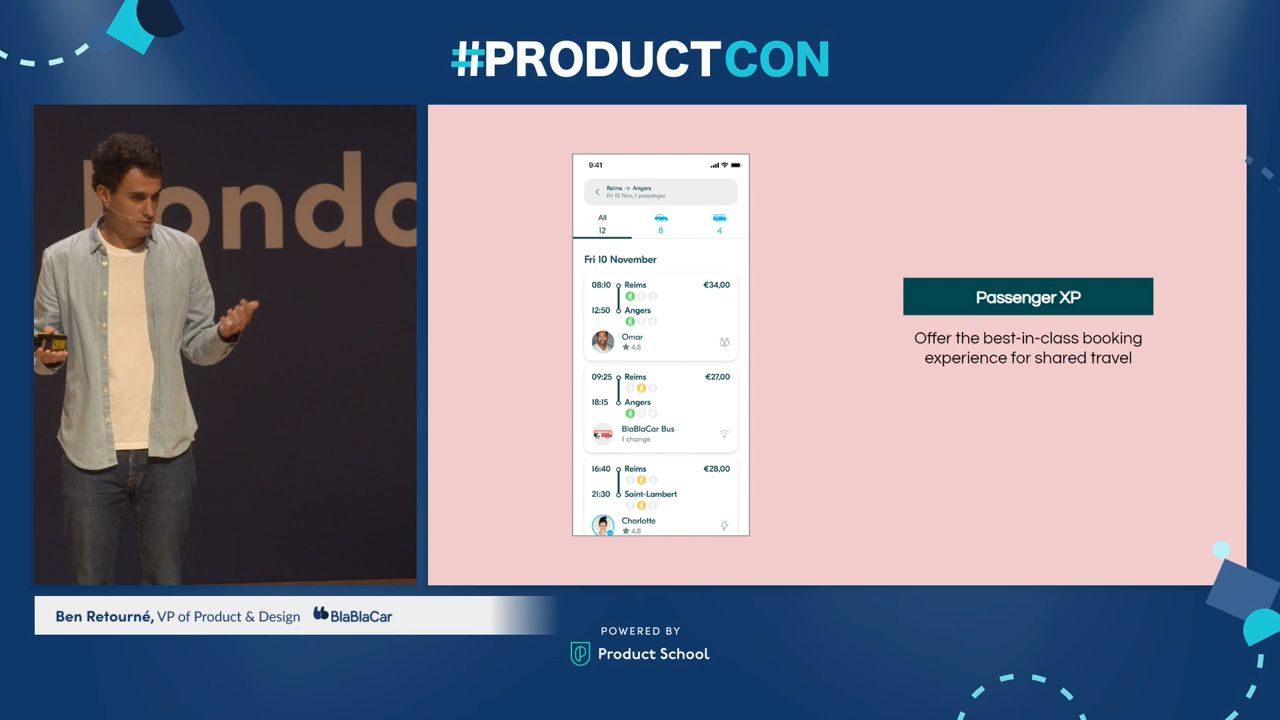 #PRODUCTCON
Londo
9:41
Reims → Angers
Fri 10 Nov, 1 passenger
All
12
8
4
Fri 10 November
08:10 Reims €34,00
12:50 Angers
Omar
★ 4,8
09:25 Reims €27,00
18:15 Angers
BlaBlaCar Bus
1 change
16:40 Reims €28,00
21:30 Saint-Lambert
Charlotte
★ 4,8
Passenger XP
Offer the best-in-class booking
experience for shared travel
Ben Retourné, VP of Product & Design BlaBlaCar
POWERED BY
Product School